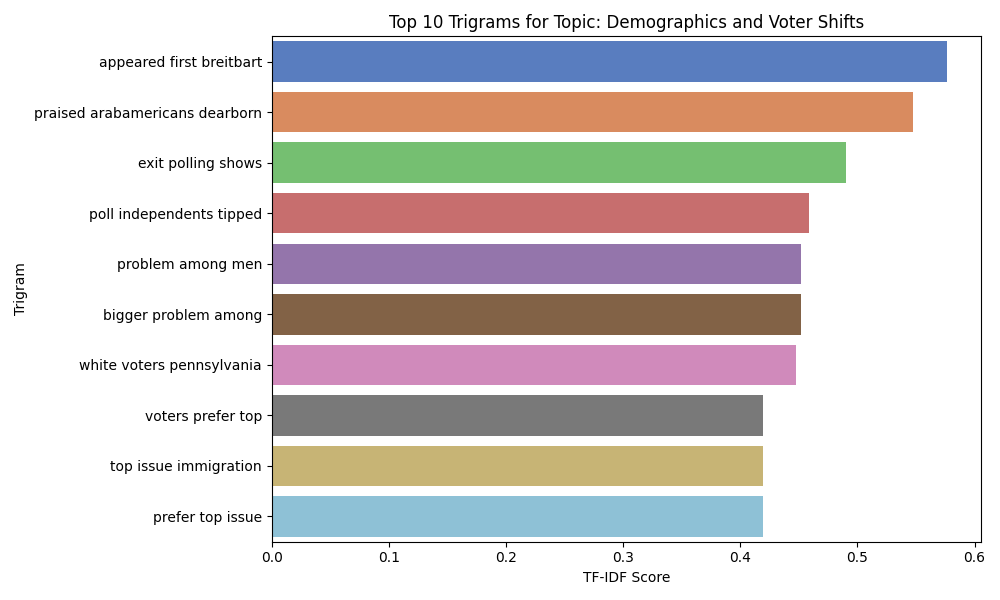 Top 10 Trigrams for Topic: Demographics and Voter Shifts
appeared first breitbart
praised arabamericans dearborn
exit polling shows
poll independents tipped
problem among men
bigger problem among
white voters pennsylvania
voters prefer top
top issue immigration
prefer top issue
Trigram
0.0 0.1 0.2 0.3 0.4 0.5 0.6
TF-IDF Score